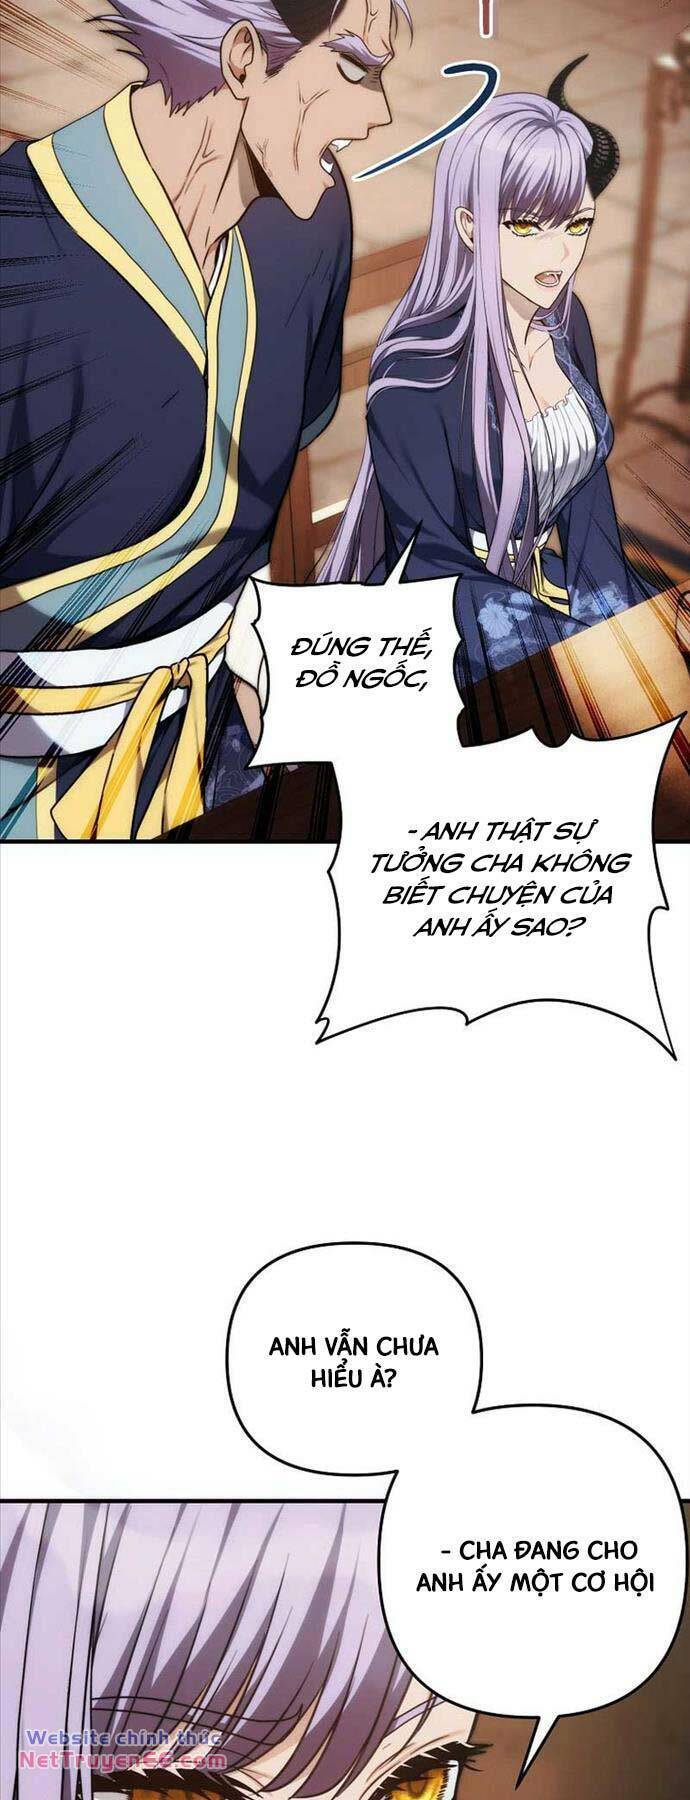 ĐÚNG THẾ,
ĐỒ NGỐC,
- ANH THẬT SỰ
TƯỞNG CHA KHÔNG
BIẾT CHUYỆN CỦA
ANH ẤY SAO?
ANH VẪN CHƯA
HIỂU À?
- CHA ĐANG CHO
ANH ẤY MỘT CƠ HỘI
Website chính thức
NetTruyen66.com